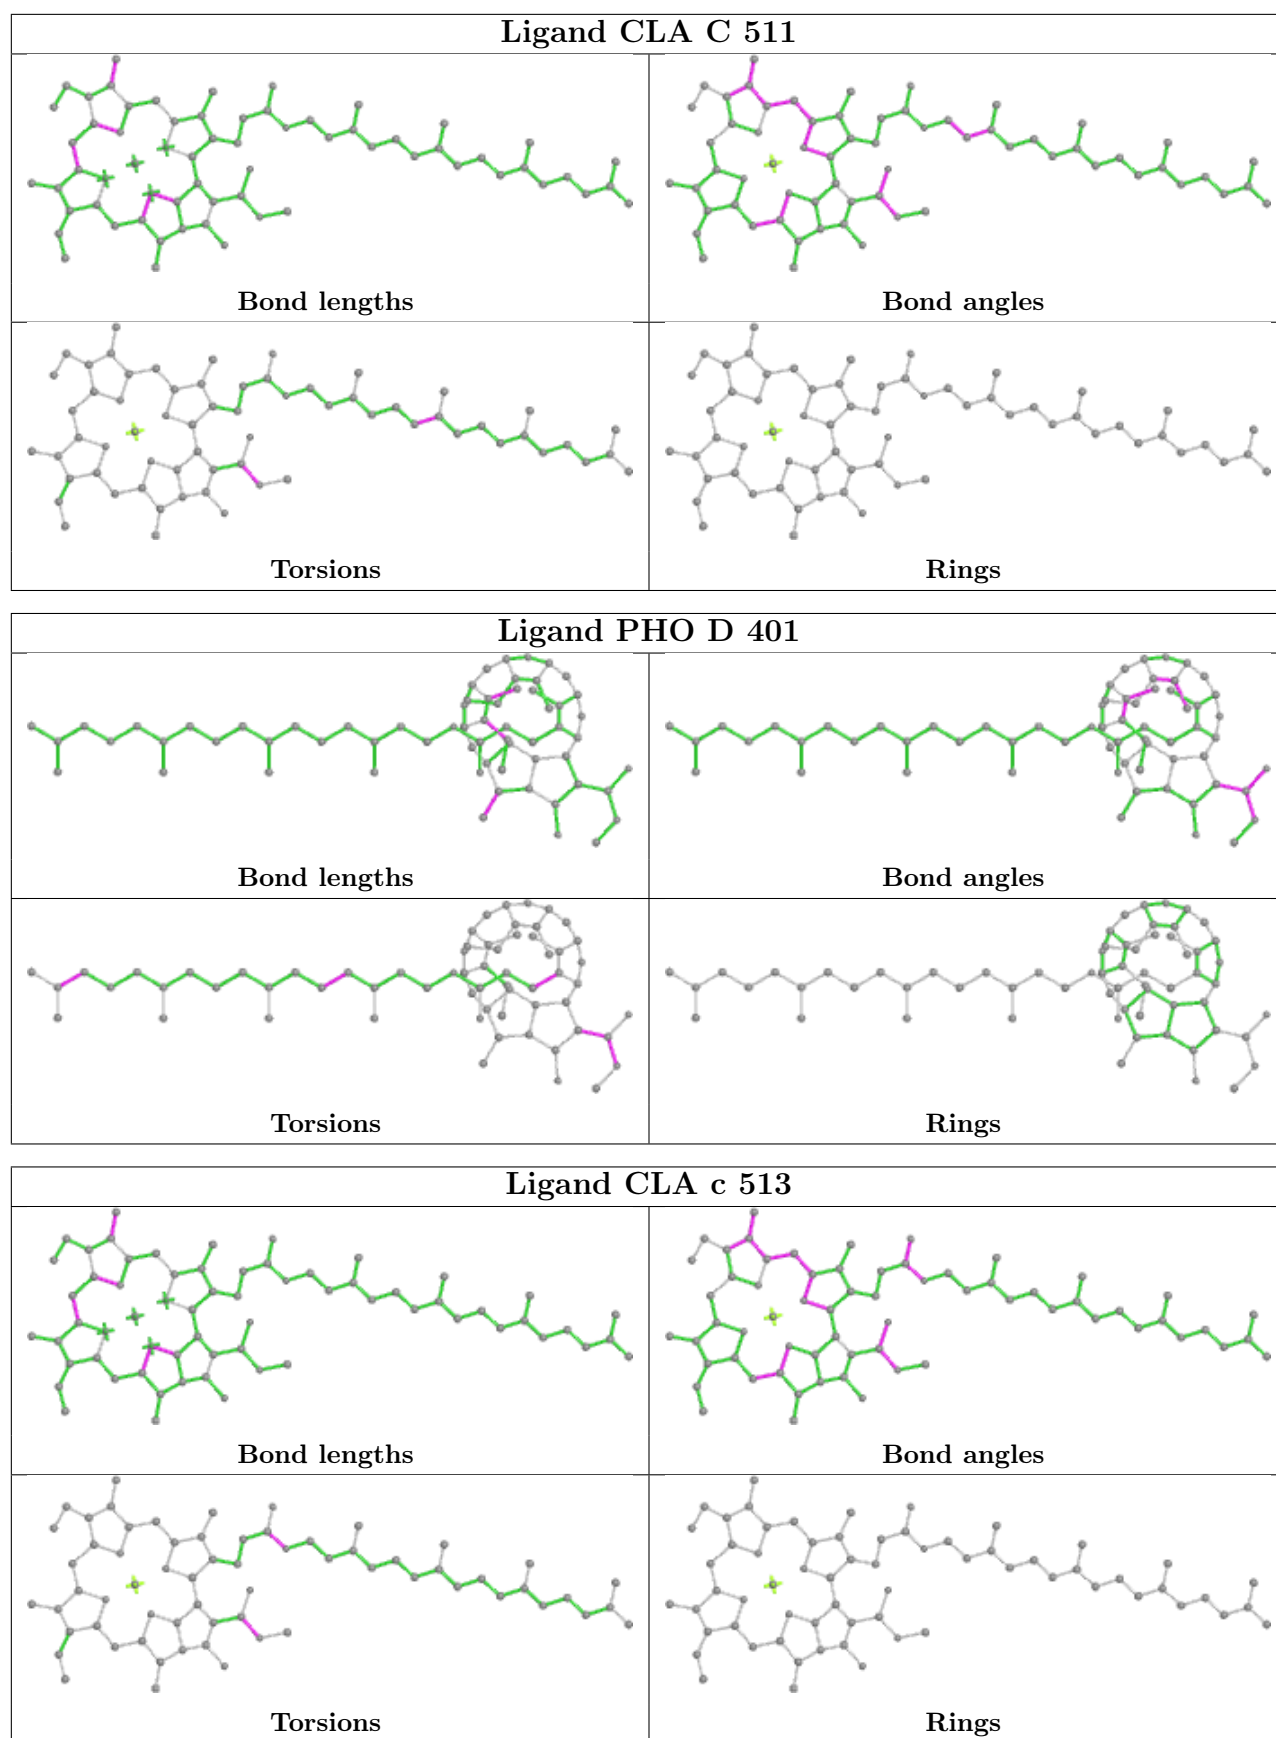 Ligand CLA C 511
Bond lengths
Bond angles
Torsions
Rings
Ligand PHO D 401
Bond lengths
Bond angles
Torsions
Rings
Ligand CLA c 513
Bond lengths
Bond angles
Torsions
Rings